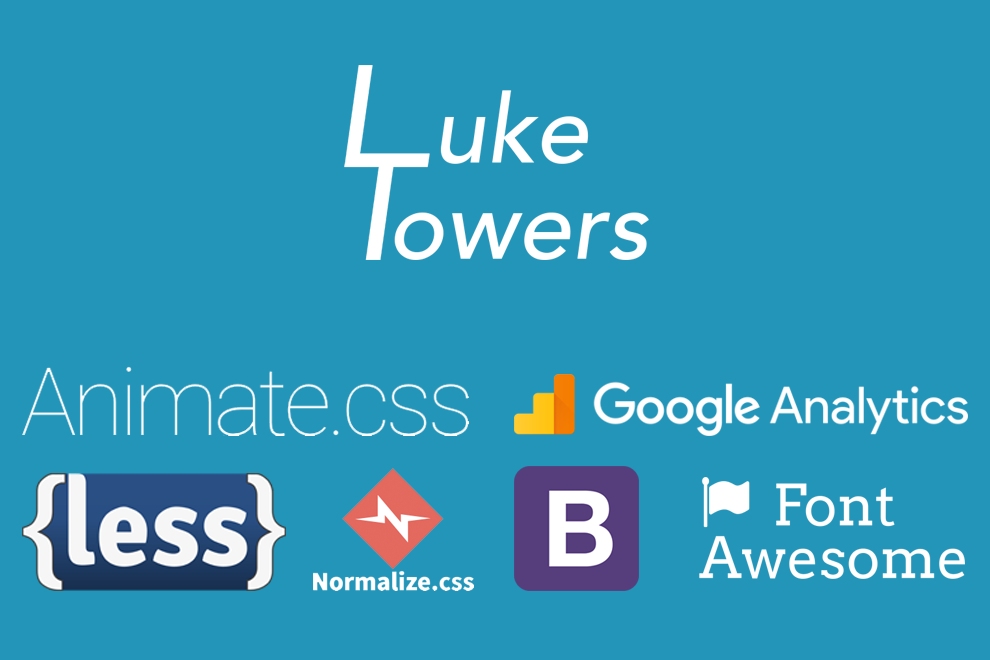 Luke
Towers
Animate.css
Google Analytics
{less}
Normalize.css
B
Font
Awesome